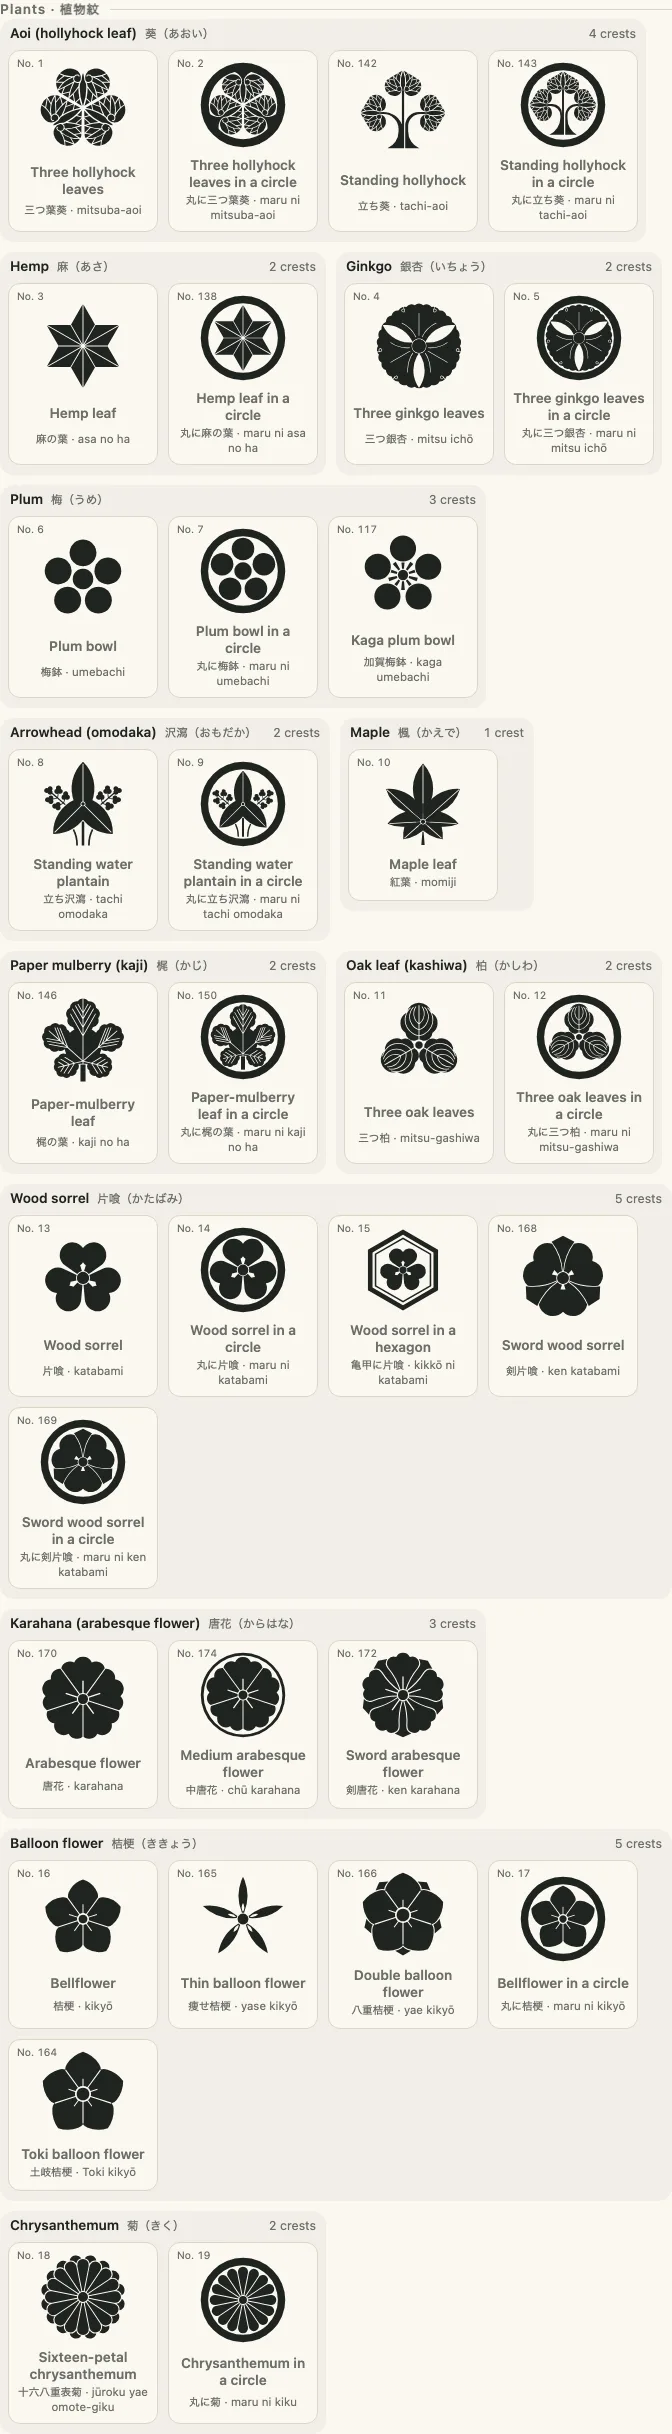 Plants · 植物紋
Aoi (hollyhock leaf) 葵（あおい） 4 crests
No. 1
Three hollyhock
leaves
三つ葉葵 · mitsuba-aoi
No. 2
Three hollyhock
leaves in a circle
丸に三つ葉葵 · maru ni
mitsuba-aoi
No. 142
Standing hollyhock
立ち葵 · tachi-aoi
No. 143
Standing hollyhock
in a circle
丸に立ち葵 · maru ni
tachi-aoi
Hemp 麻（あさ） 2 crests
No. 3
Hemp leaf
麻の葉 · asa no ha
No. 138
Hemp leaf in a
circle
丸に麻の葉 · maru ni asa
no ha
Ginkgo 銀杏（いちょう） 2 crests
No. 4
Three ginkgo leaves
三つ銀杏 · mitsu ichō
No. 5
Three ginkgo leaves
in a circle
丸に三つ銀杏 · maru ni
mitsu ichō
Plum 梅（うめ） 3 crests
No. 6
Plum bowl
梅鉢 · umebachi
No. 7
Plum bowl in a
circle
丸に梅鉢 · maru ni
umebachi
No. 117
Kaga plum bowl
加賀梅鉢 · kaga
umebachi
Arrowhead (omodaka) 沢瀉（おもだか） 2 crests
No. 8
Standing water
plantain
立ち沢瀉 · tachi
omodaka
No. 9
Standing water
plantain in a circle
丸に立ち沢瀉 · maru ni
tachi omodaka
Maple 楓（かえで） 1 crest
No. 10
Maple leaf
紅葉 · momiji
Paper mulberry (kaji) 梶（かじ） 2 crests
No. 146
Paper-mulberry
leaf
梶の葉 · kaji no ha
No. 150
Paper-mulberry
leaf in a circle
丸に梶の葉 · maru ni kaji
no ha
Oak leaf (kashiwa) 柏（かしわ） 2 crests
No. 11
Three oak leaves
三つ柏 · mitsu-gashiwa
No. 12
Three oak leaves in
a circle
丸に三つ柏 · maru ni
mitsu-gashiwa
Wood sorrel 片喰（かたばみ） 5 crests
No. 13
Wood sorrel
片喰 · katabami
No. 14
Wood sorrel in a
circle
丸に片喰 · maru ni
katabami
No. 15
Wood sorrel in a
hexagon
亀甲に片喰 · kikkō ni
katabami
No. 168
Sword wood sorrel
剣片喰 · ken katabami
No. 169
Sword wood sorrel
in a circle
丸に剣片喰 · maru ni ken
katabami
Karahana (arabesque flower) 唐花（からはな） 3 crests
No. 170
Arabesque flower
唐花 · karahana
No. 174
Medium arabesque
flower
中唐花 · chū karahana
No. 172
Sword arabesque
flower
剣唐花 · ken karahana
Balloon flower 桔梗（ききょう） 5 crests
No. 16
Bellflower
桔梗 · kikyō
No. 165
Thin balloon flower
痩せ桔梗 · yase kikyō
No. 166
Double balloon
flower
八重桔梗 · yae kikyō
No. 17
Bellflower in a circle
丸に桔梗 · maru ni kikyō
No. 164
Toki balloon flower
土岐桔梗 · Toki kikyō
Chrysanthemum 菊（きく） 2 crests
No. 18
Sixteen-petal
chrysanthemum
十六八重表菊 · jūroku yae
omote-giku
No. 19
Chrysanthemum in
a circle
丸に菊 · maru ni kiku